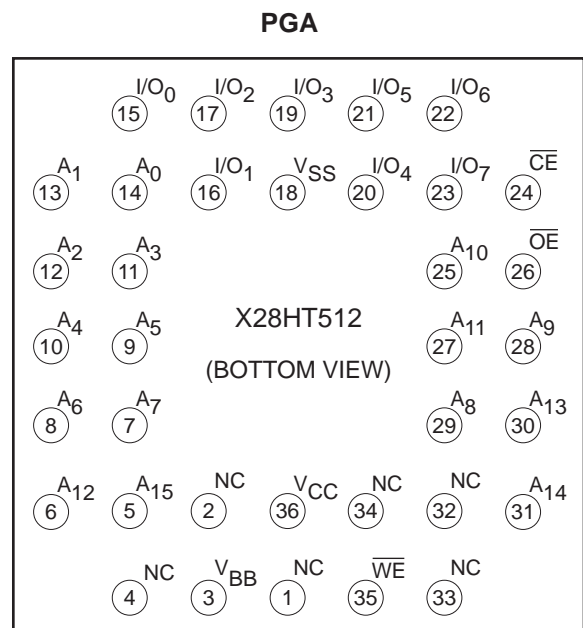 PGA
I/O0 I/O2 I/O3 I/O5 I/O6
15 17 19 21 22
A1 A0 I/O1 VSS I/O4 I/O7 CE
13 14 16 18 20 23 24
A2 A3 A10 OE
12 11 25 26
X28HT512
A4 A5 A11 A9
10 9 27 28
(BOTTOM VIEW)
A6 A7 A8 A13
8 7 29 30
A12 A15 NC VCC NC NC A14
6 5 2 36 34 32 31
NC VBB NC WE NC
4 3 1 35 33